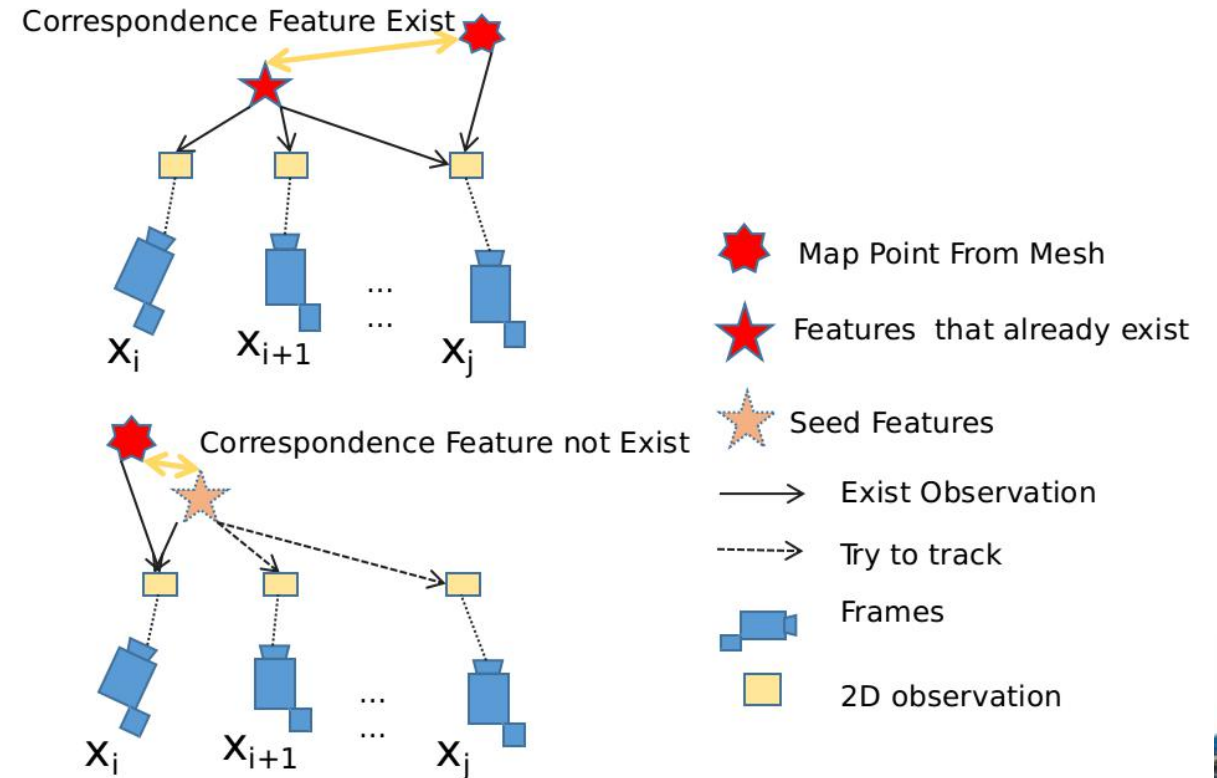 Correspondence Feature Exist
...
...
xi
xi+1
xj
Correspondence Feature not Exist
...
...
xi
xi+1
xj
Map Point From Mesh
Features that already exist
Seed Features
Exist Observation
Try to track
Frames
2D observation